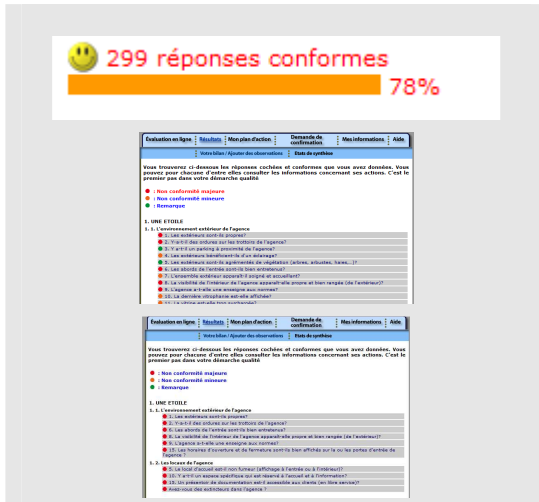 299 réponses conformes
78%
Évaluation en ligne Résultats Mon plan d'action Demande de confirmation Mes informations Aide
Votre bilan / Ajouter des observations Etats de synthèse
Vous trouverez ci-dessous les réponses cochées et conformes que vous avez données. Vous
pouvez pour chacune d'entre elles consulter les informations concernant ses actions. C'est le
premier pas dans votre démarche qualité
: Non conformité majeure
: Non conformité mineure
: Remarque
1. UNE ETOILE
1. 1. L'environnement extérieur de l'agence
1. Les extérieurs sont-ils propres?
2. Y-a-t-il des ordures sur les trottoirs de l'agence?
3. Y a-t-il un parking à proximité de l'agence?
4. Les extérieurs bénéficient-ils d'un éclairage?
5. Les extérieurs sont-ils agrémentés de végétation (arbres, arbustes, haies...)?
6. Les abords de l'entrée sont-ils bien entretenus?
7. L'ensemble extérieur apparaît-il soigné et accueillant?
8. La visibilité de l'intérieur de l'agence apparaît-elle propre et bien rangée (de l'extérieur)?
9. L'agence a-t-elle une enseigne aux normes?
10. La dernière vitrophanie est-elle affichée?
11. La vitrine est-elle trop surchargée?
Évaluation en ligne Résultats Mon plan d'action Demande de confirmation Mes informations Aide
Votre bilan / Ajouter des observations Etats de synthèse
Vous trouverez ci-dessous les réponses cochées et conformes que vous avez données. Vous
pouvez pour chacune d'entre elles consulter les informations concernant ses actions. C'est le
premier pas dans votre démarche qualité
: Non conformité majeure
: Non conformité mineure
: Remarque
1. UNE ETOILE
1. 1. L'environnement extérieur de l'agence
1. Les extérieurs sont-ils propres?
2. Y-a-t-il des ordures sur les trottoirs de l'agence?
6. Les abords de l'entrée sont-ils bien entretenus?
8. La visibilité de l'intérieur de l'agence apparaît-elle propre et bien rangée (de l'extérieur)?
9. L'agence a-t-elle une enseigne aux normes?
15. Les horaires d'ouverture et de fermeture sont-ils bien affichés sur la ou les portes d'entrée de
l'agence ?
1. 2. Les locaux de l'agence
5. Le local d'accueil est-il non fumeur (affichage à l'entrée ou à l'intérieur)?
10. Y a-t-il un espace spécifique qui est réservé à l'accueil et à l'information?
15. Un présentoir de documentation est-il accessible aux clients (en libre service)?
Avez-vous des extincteurs dans l'agence ?